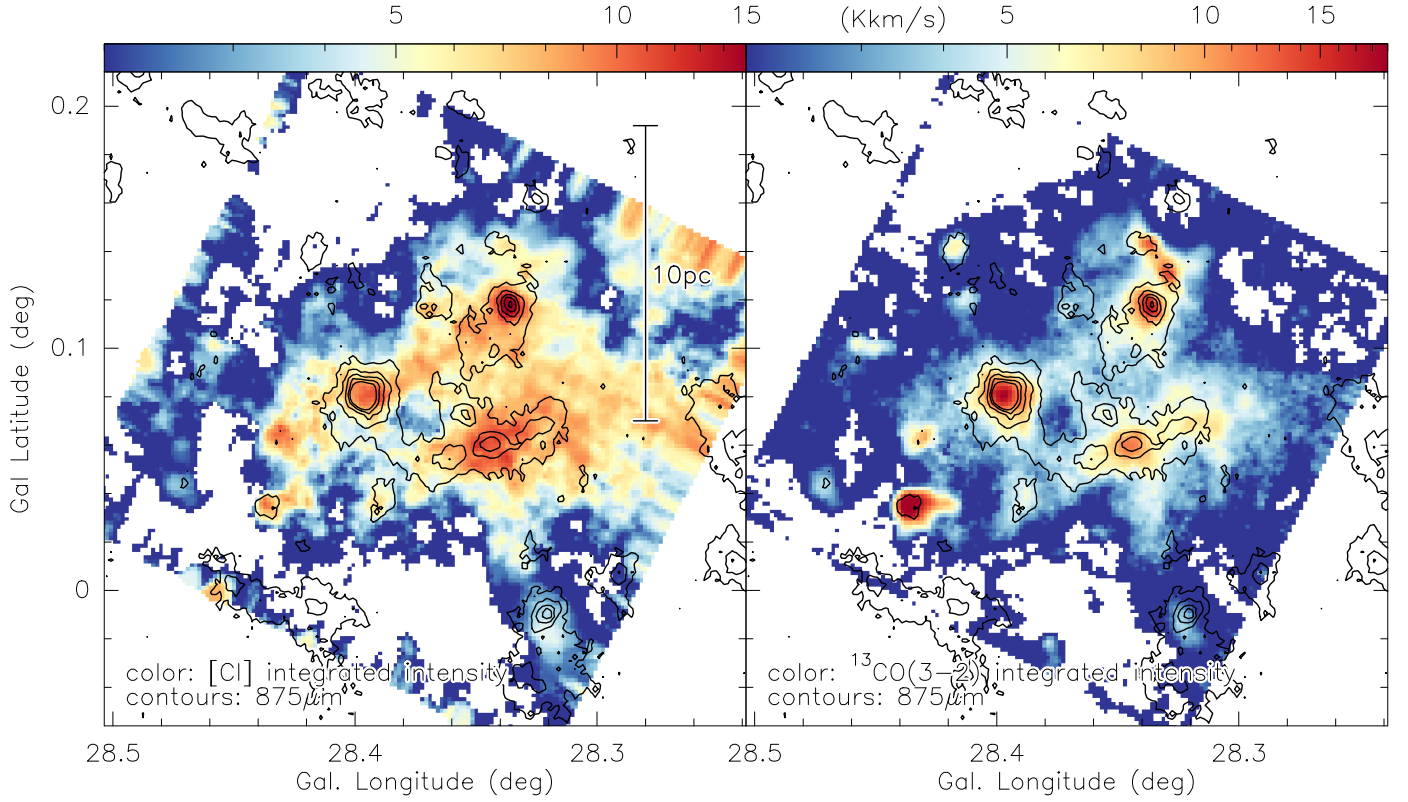 5 10 15 (Kkm/s) 5 10 15
0.2
10pc
0.1
Gal Latitude (deg)
0
color: [CI] integrated intensity
contours: 875μm
color: ¹³CO(3−2) integrated intensity
contours: 875μm
28.5 28.4 28.3 28.5 28.4 28.3
Gal. Longitude (deg) Gal. Longitude (deg)